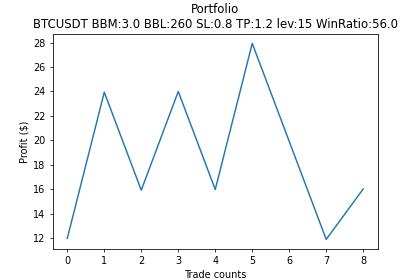 Portfolio
BTCUSDT BBM:3.0 BBL:260 SL:0.8 TP:1.2 lev:15 WinRatio:56.0
Profit ($)
28
26
24
22
20
18
16
14
12
0 1 2 3 4 5 6 7 8
Trade counts